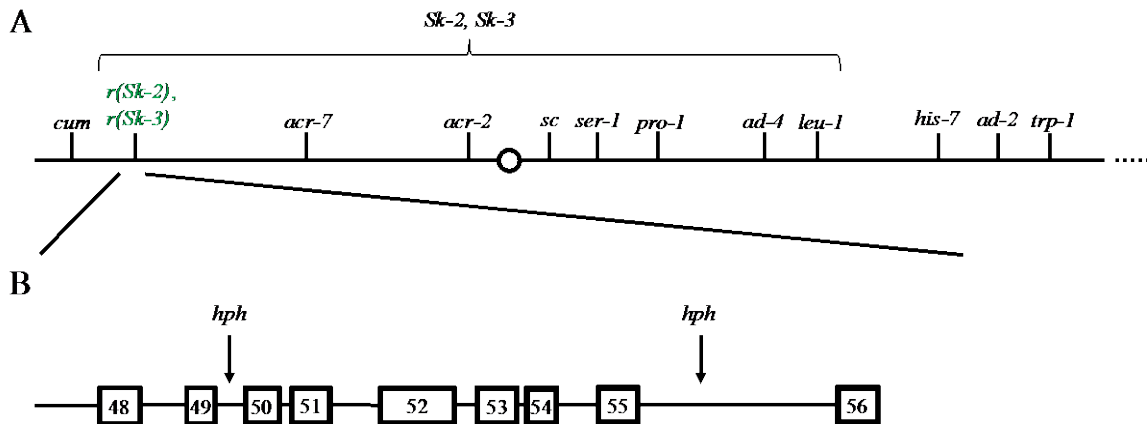 A
Sk-2, Sk-3
r(Sk-2),
r(Sk-3)
cum
acr-7
acr-2
sc
ser-1
pro-1
ad-4
leu-1
his-7
ad-2
trp-1
B
hph
hph
48
49
50
51
52
53
54
55
56